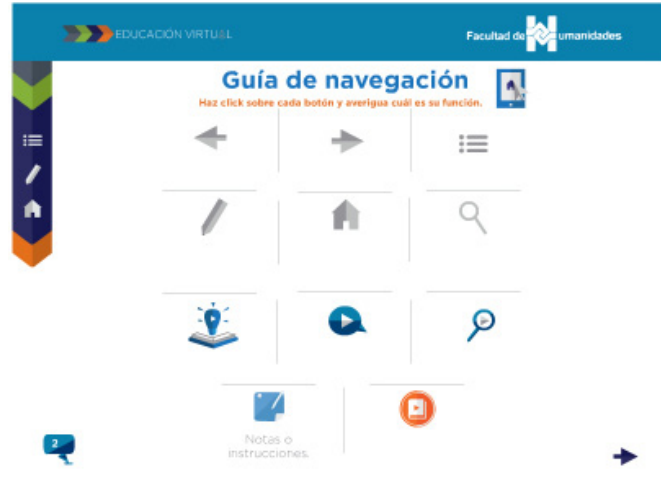 EDUCACIÓN VIRTUAL
Facultad de Humanidades
Guía de navegación
Haz click sobre cada botón y averigua cuál es su función.
2
Notas o
instrucciones.